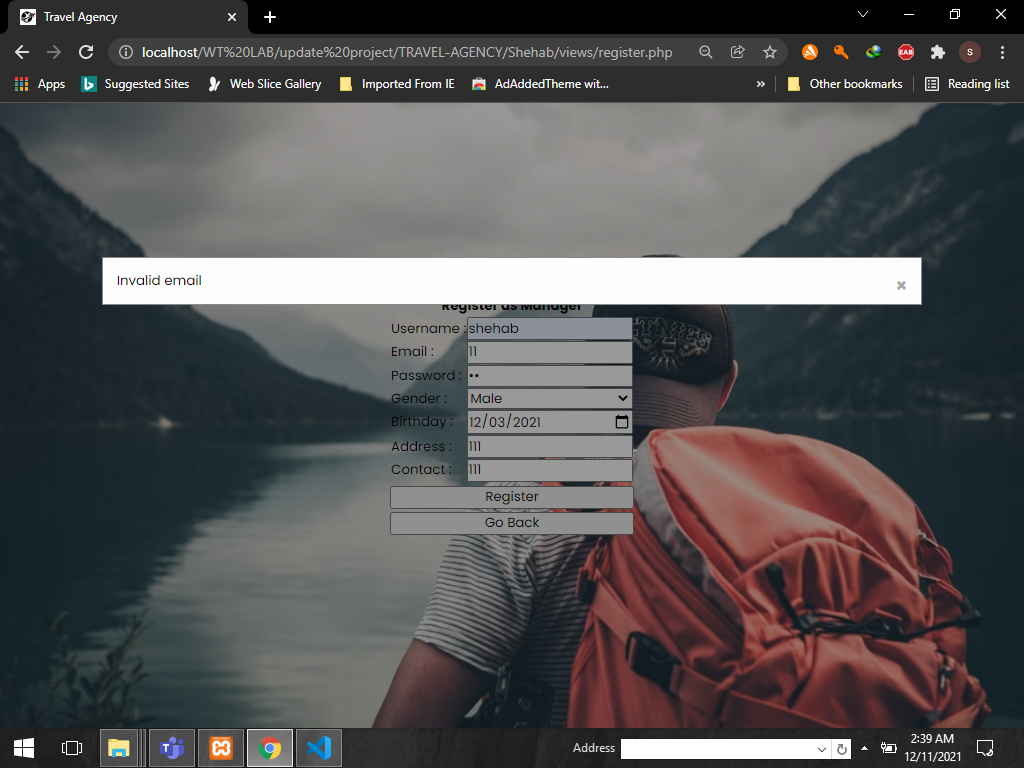 Travel Agency
localhost/WT%20LAB/update%20project/TRAVEL-AGENCY/Shehab/views/register.php
EAB
S
Apps
Suggested Sites
Web Slice Gallery
Imported From IE
AdAddedTheme wit...
»
Other bookmarks
Reading list
Invalid email
Register as Manager
Username : shehab
Email : 11
Password : ••
Gender : Male
Birthday : 12/03/2021
Address : 111
Contact : 111
Register
Go Back
Address
2:39 AM
12/11/2021